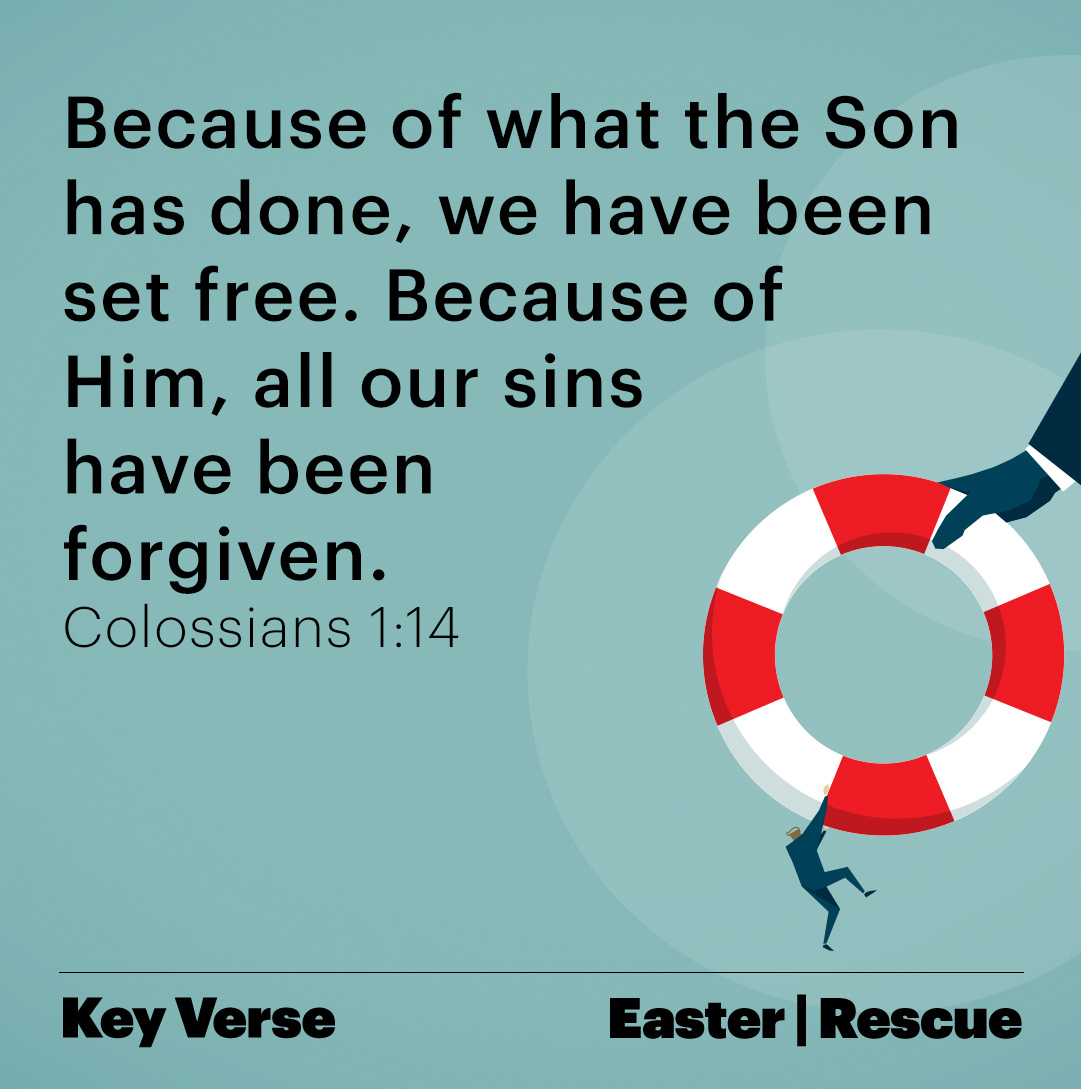 Because of what the Son
has done, we have been
set free. Because of
Him, all our sins
have been
forgiven.
Colossians 1:14
Key Verse
Easter | Rescue